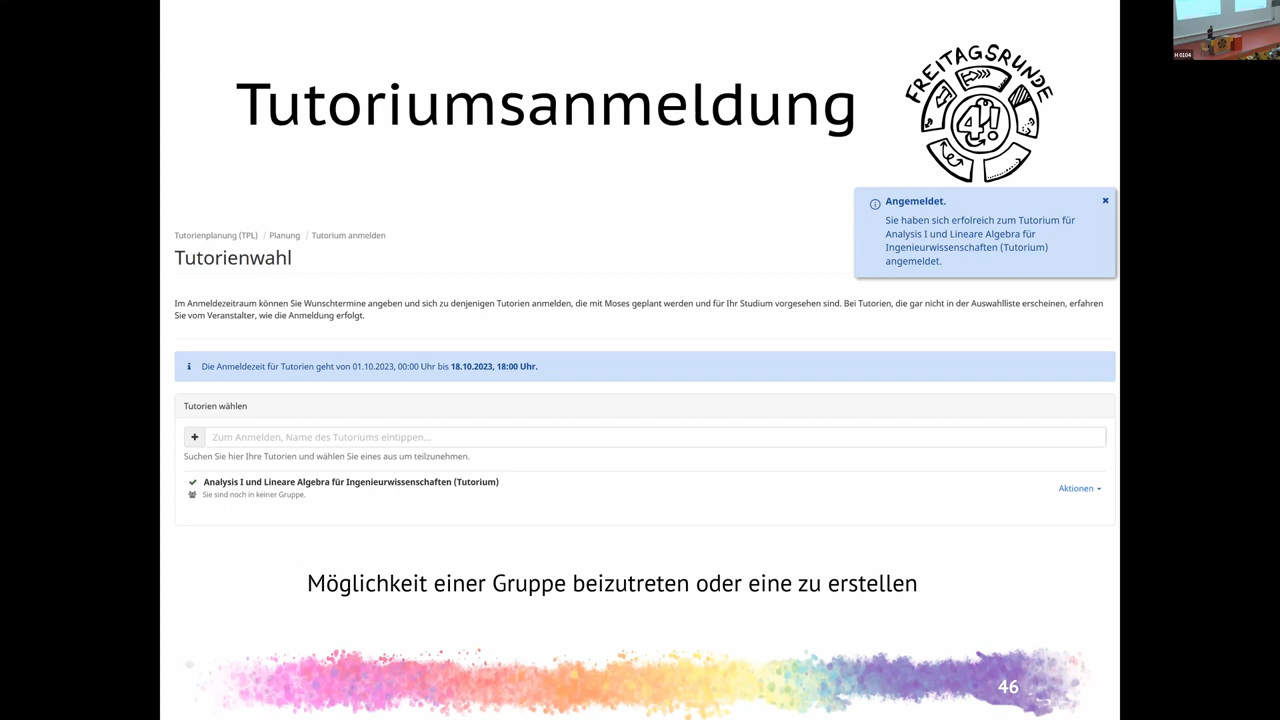 Tutoriumsanmeldung
FREITAGSRUNDE
4!
H 0104
Angemeldet.
Sie haben sich erfolreich zum Tutorium für
Analysis I und Lineare Algebra für
Ingenieurwissenschaften (Tutorium)
angemeldet.
Tutorienplanung (TPL) / Planung / Tutorium anmelden
Tutorienwahl
Im Anmeldezeitraum können Sie Wunschtermine angeben und sich zu denjenigen Tutorien anmelden, die mit Moses geplant werden und für Ihr Studium vorgesehen sind. Bei Tutorien, die gar nicht in der Auswahlliste erscheinen, erfahren
Sie vom Veranstalter, wie die Anmeldung erfolgt.
Die Anmeldezeit für Tutorien geht von 01.10.2023, 00:00 Uhr bis 18.10.2023, 18:00 Uhr.
Tutorien wählen
Zum Anmelden, Name des Tutoriums eintippen...
Suchen Sie hier Ihre Tutorien und wählen Sie eines aus um teilzunehmen.
Analysis I und Lineare Algebra für Ingenieurwissenschaften (Tutorium)
Sie sind noch in keiner Gruppe.
Aktionen
Möglichkeit einer Gruppe beizutreten oder eine zu erstellen
46